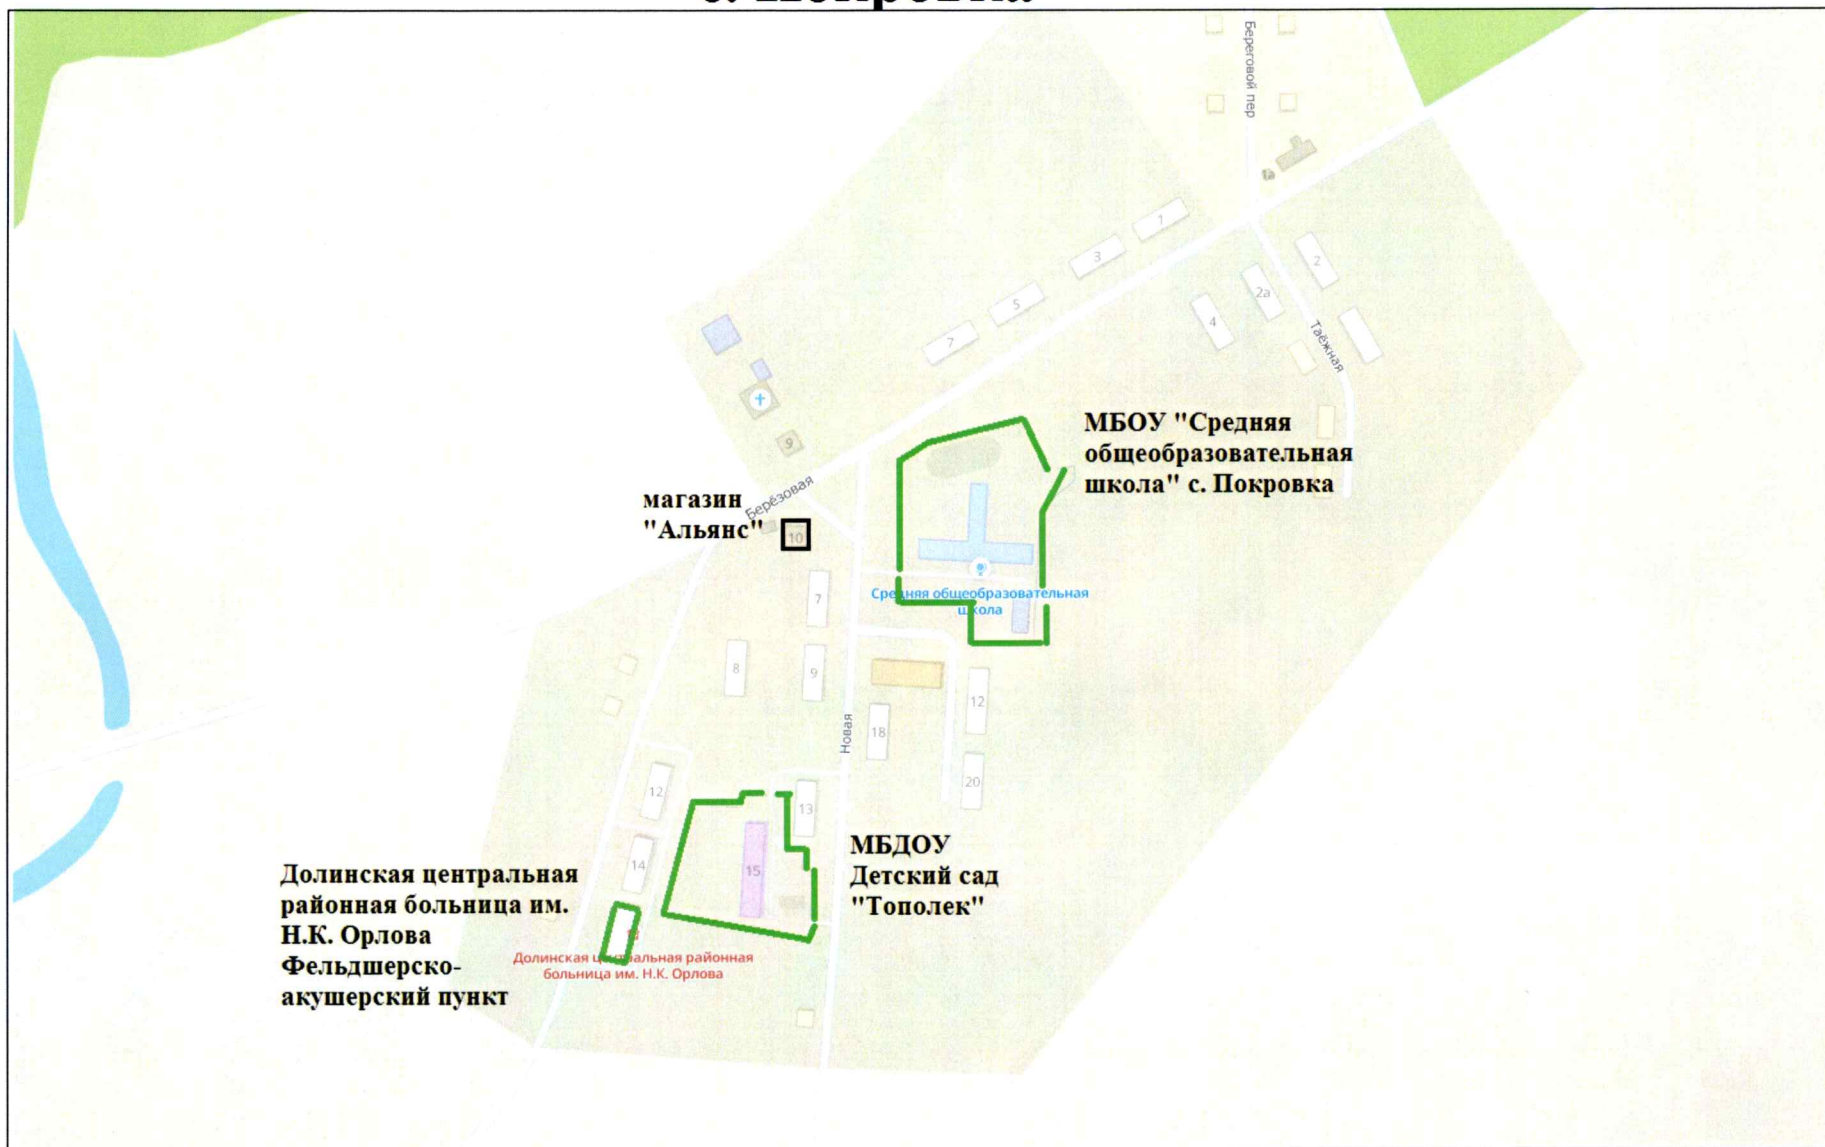 с. Покровка
Береговой пер
1
3
5
7
2
2а
4
Таёжная
9
МБОУ "Средняя
общеобразовательная
школа" с. Покровка
магазин
"Альянс"
Берёзовая
10
7
Средняя общеобразовательная
школа
8
9
12
18
Новая
20
12
13
14
15
МБДОУ
Детский сад
"Тополек"
Долинская центральная
районная больница им.
Н.К. Орлова
Фельдшерско-
акушерский пункт
Долинская центральная районная
больница им. Н.К. Орлова